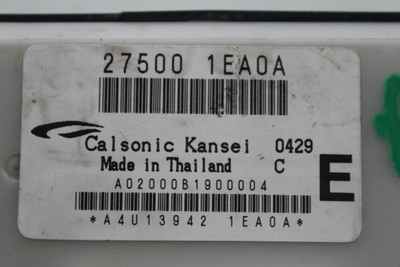 27500 1EA0A
Calsonic Kansei 0429
Made in Thailand C
E
A02000B1900004
*A4U13942 1EA0A*